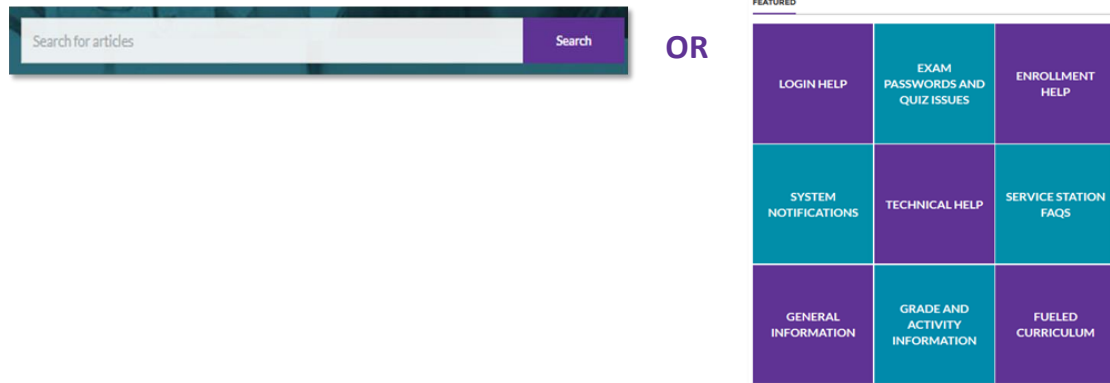 Search for articles
Search
OR
FEATURED
LOGIN HELP
EXAM
PASSWORDS AND
QUIZ ISSUES
ENROLLMENT
HELP
SYSTEM
NOTIFICATIONS
TECHNICAL HELP
SERVICE STATION
FAQS
GENERAL
INFORMATION
GRADE AND
ACTIVITY
INFORMATION
FUELED
CURRICULUM